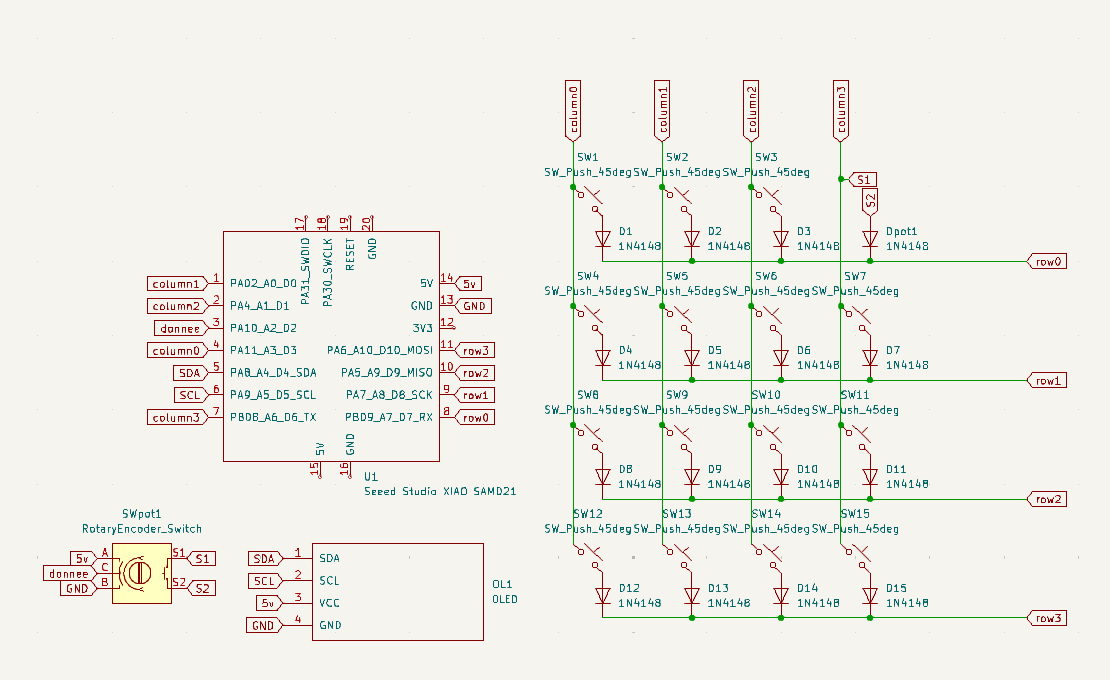 column0
column1
column2
column3
SW1
SW_Push_45deg
SW2
SW_Push_45deg
SW3
SW_Push_45deg
S1
S2
D1
1N4148
D2
1N4148
D3
1N4148
Dpot1
1N4148
row0
SW4
SW_Push_45deg
SW5
SW_Push_45deg
SW6
SW_Push_45deg
SW7
SW_Push_45deg
D4
1N4148
D5
1N4148
D6
1N4148
D7
1N4148
row1
SW8
SW_Push_45deg
SW9
SW_Push_45deg
SW10
SW_Push_45deg
SW11
SW_Push_45deg
D8
1N4148
D9
1N4148
D10
1N4148
D11
1N4148
row2
SW12
SW_Push_45deg
SW13
SW_Push_45deg
SW14
SW_Push_45deg
SW15
SW_Push_45deg
D12
1N4148
D13
1N4148
D14
1N4148
D15
1N4148
row3
17
18
19
20
PA31_SWDIO
PA30_SWCLK
RESET
GND
column1 1 PA02_A0_D0
column2 2 PA4_A1_D1
donnee 3 PA10_A2_D2
column0 4 PA11_A3_D3
SDA 5 PA8_A4_D4_SDA
SCL 6 PA9_A5_D5_SCL
column3 7 PB08_A6_D6_TX
5V 14 5v
GND 13 GND
3V3 12
PA6_A10_D10_MOSI 11 row3
PA5_A9_D9_MISO 10 row2
PA7_A8_D8_SCK 9 row1
PB09_A7_D7_RX 8 row0
5V
GND
15
16
U1
Seeed Studio XIAO SAMD21
SWpot1
RotaryEncoder_Switch
5v A
donnee C
GND B
S1 S1
S2 S2
SDA 1 SDA
SCL 2 SCL
5v 3 VCC
GND 4 GND
OL1
OLED